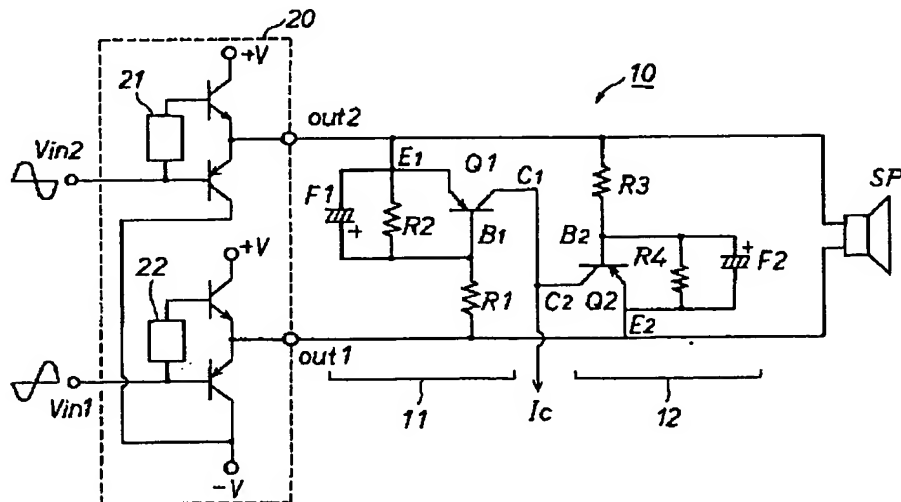 20
+V
10
21
out2
Vin2
E1
Q1
C1
R3
SP
F1
+
R2
B1
B2
+
R4
F2
+V
22
R1
C2
Q2
E2
out1
Vin1
11
Ic
12
-V